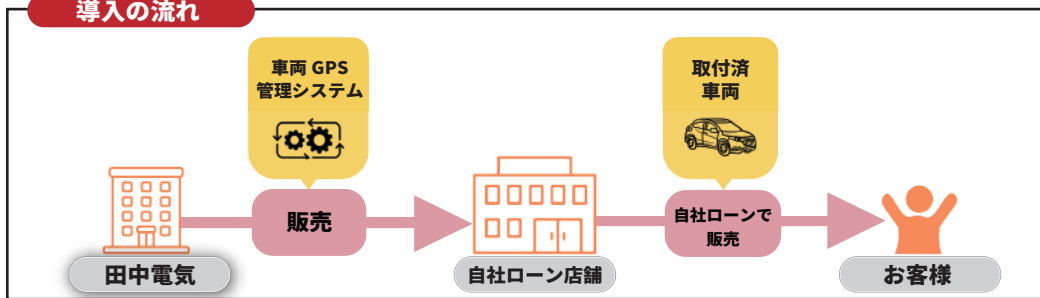 導入の流れ
車両 GPS
管理システム
取付済
車両
販売
自社ローンで
販売
田中電気
自社ローン店舗
お客様